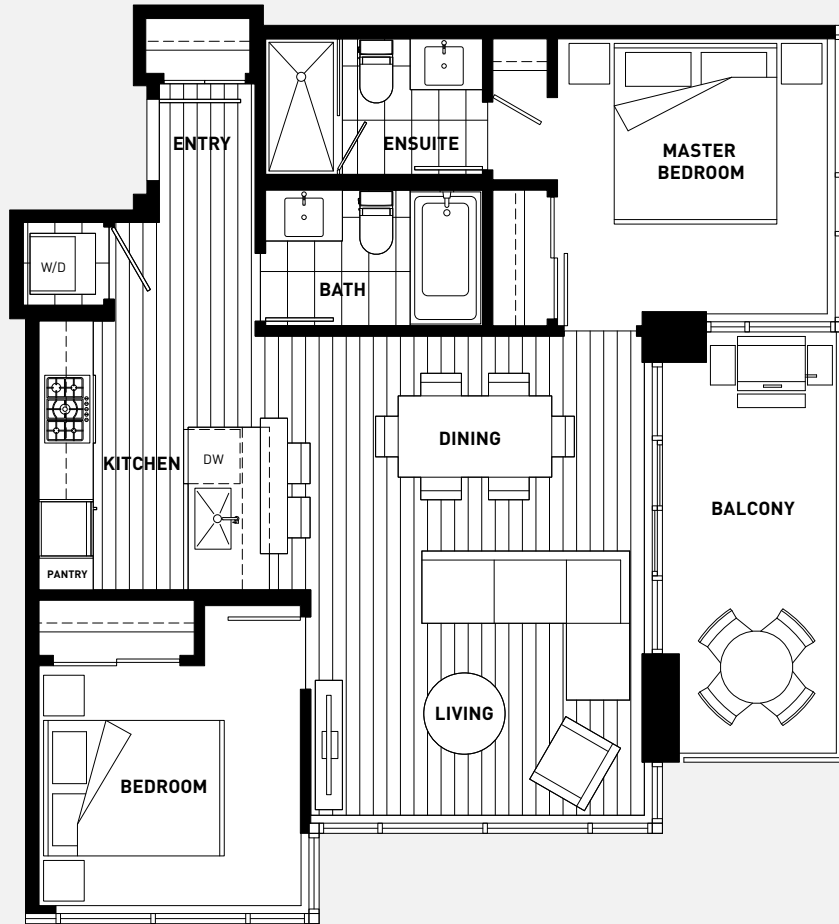 ENTRY
ENSUITE
MASTER
BEDROOM
W/D
BATH
DINING
KITCHEN
DW
BALCONY
PANTRY
LIVING
BEDROOM